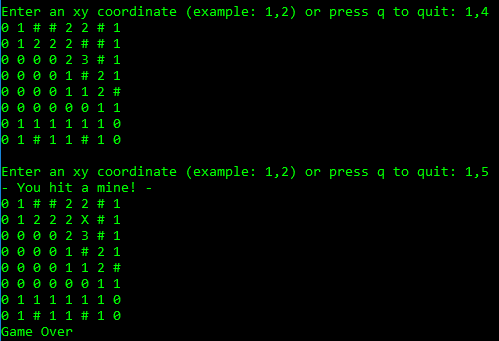 Enter an xy coordinate (example: 1,2) or press q to quit: 1,4
0 1 # # 2 2 # 1
0 1 2 2 2 # # 1
0 0 0 0 2 3 # 1
0 0 0 0 1 # 2 1
0 0 0 0 1 1 2 #
0 0 0 0 0 0 1 1
0 1 1 1 1 1 1 0
0 1 # 1 1 # 1 0
Enter an xy coordinate (example: 1,2) or press q to quit: 1,5
- You hit a mine! -
0 1 # # 2 2 # 1
0 1 2 2 2 X # 1
0 0 0 0 2 3 # 1
0 0 0 0 1 # 2 1
0 0 0 0 1 1 2 #
0 0 0 0 0 0 1 1
0 1 1 1 1 1 1 0
0 1 # 1 1 # 1 0
Game Over